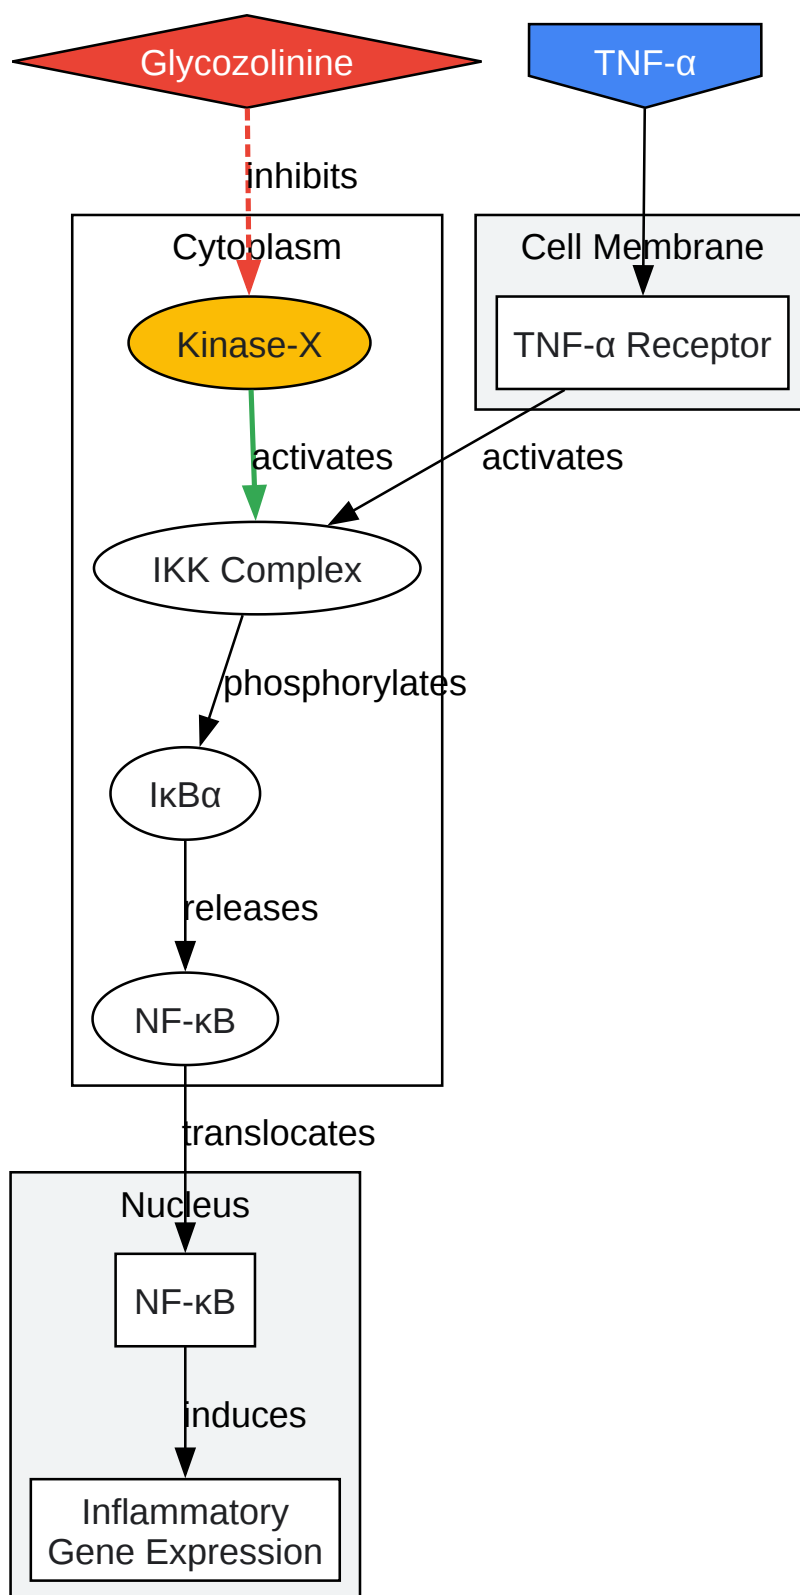 Glycozolinine
TNF-α
inhibits
Cytoplasm
Cell Membrane
Kinase-X
TNF-α Receptor
activates
activates
IKK Complex
phosphorylates
IκBα
releases
NF-κB
translocates
Nucleus
NF-κB
induces
Inflammatory
Gene Expression